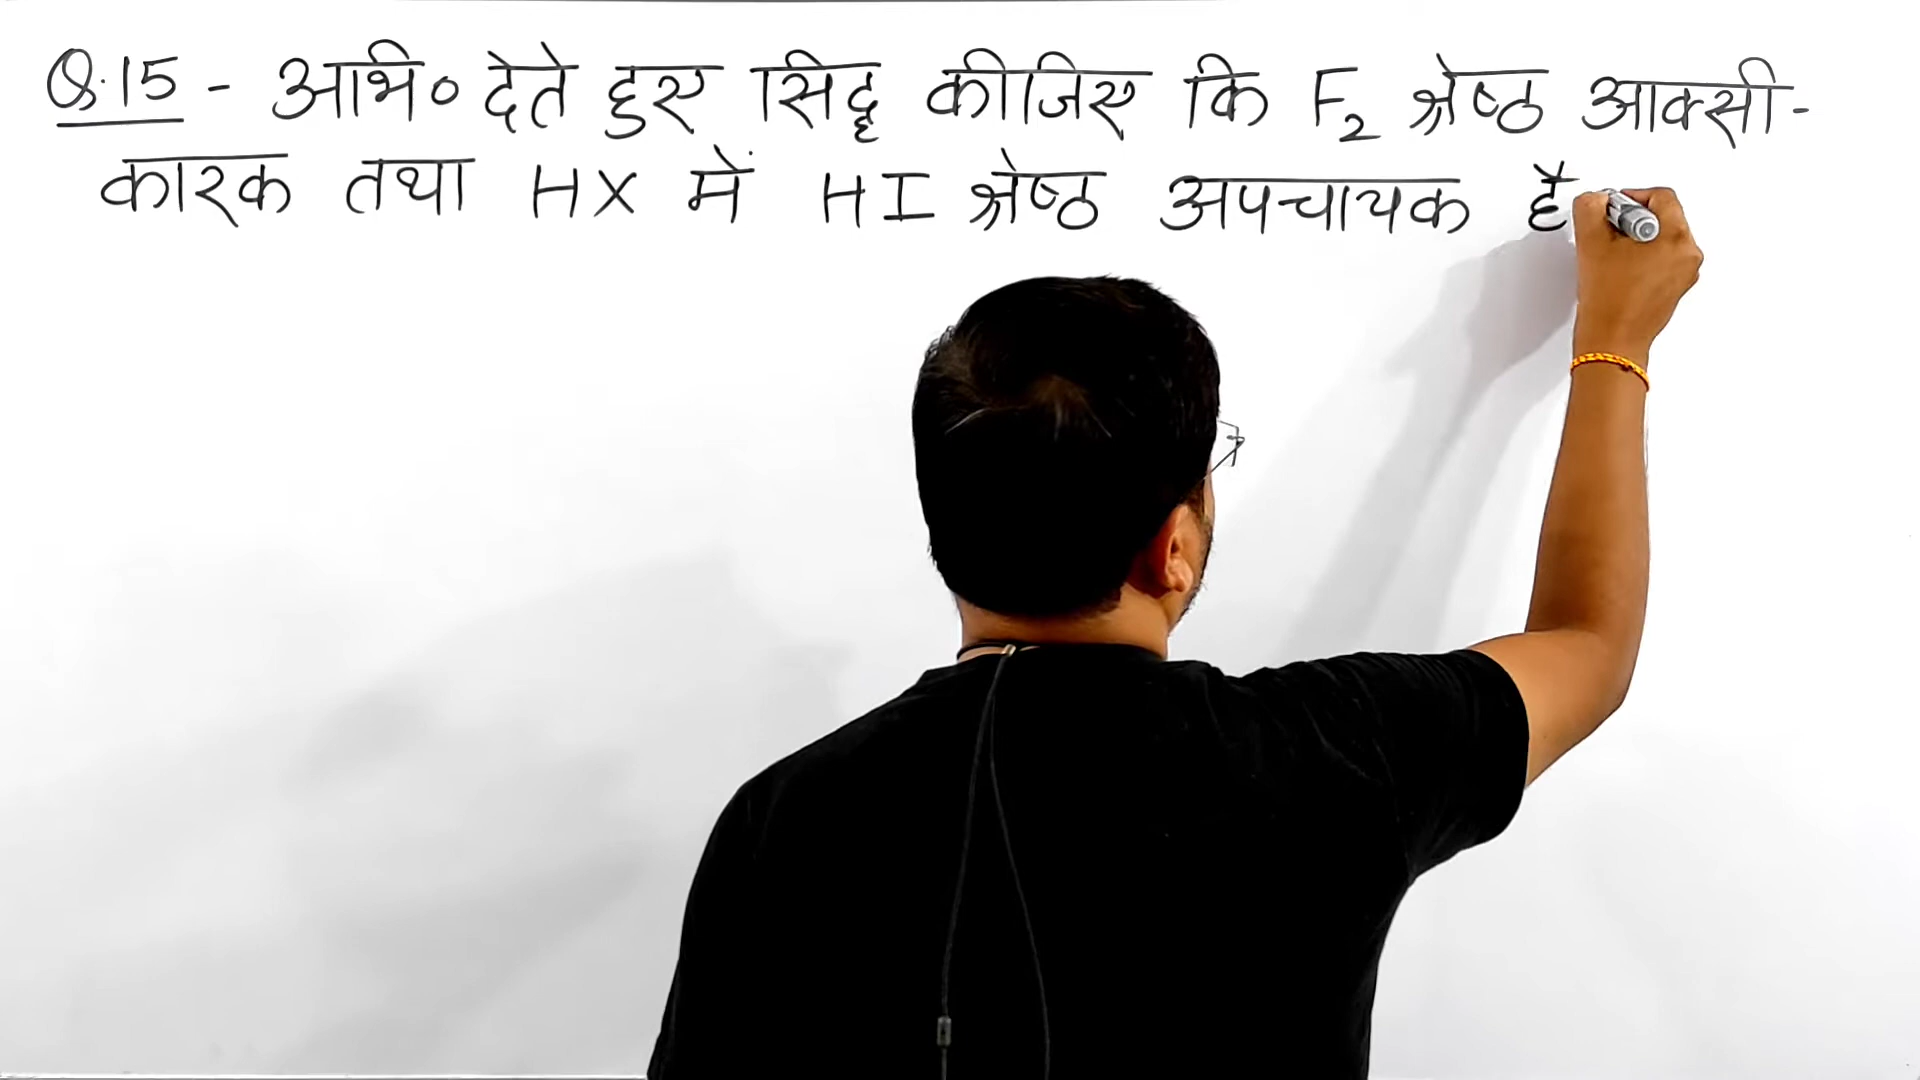 Q.15 - अभि० देते हुए सिद्ध कीजिए कि F₂ श्रेष्ठ आक्सी-
कारक तथा HX में HI श्रेष्ठ अपचायक है